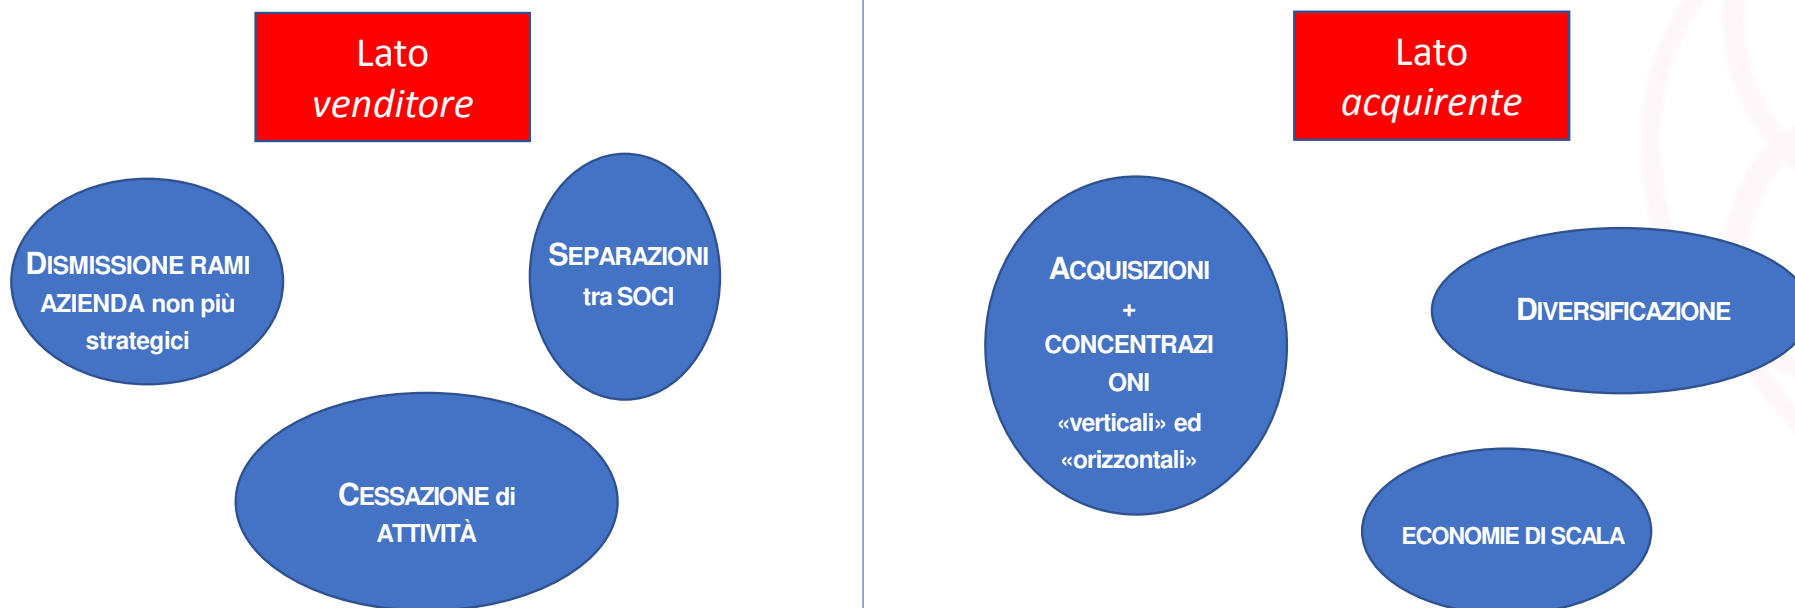 Lato
venditore
DISMISSIONE RAMI
AZIENDA non più
strategici
SEPARAZIONI
tra SOCI
CESSAZIONE di
ATTIVITÀ
Lato
acquirente
ACQUISIZIONI
+
CONCENTRAZI
ONI
«verticali» ed
«orizzontali»
DIVERSIFICAZIONE
ECONOMIE DI SCALA